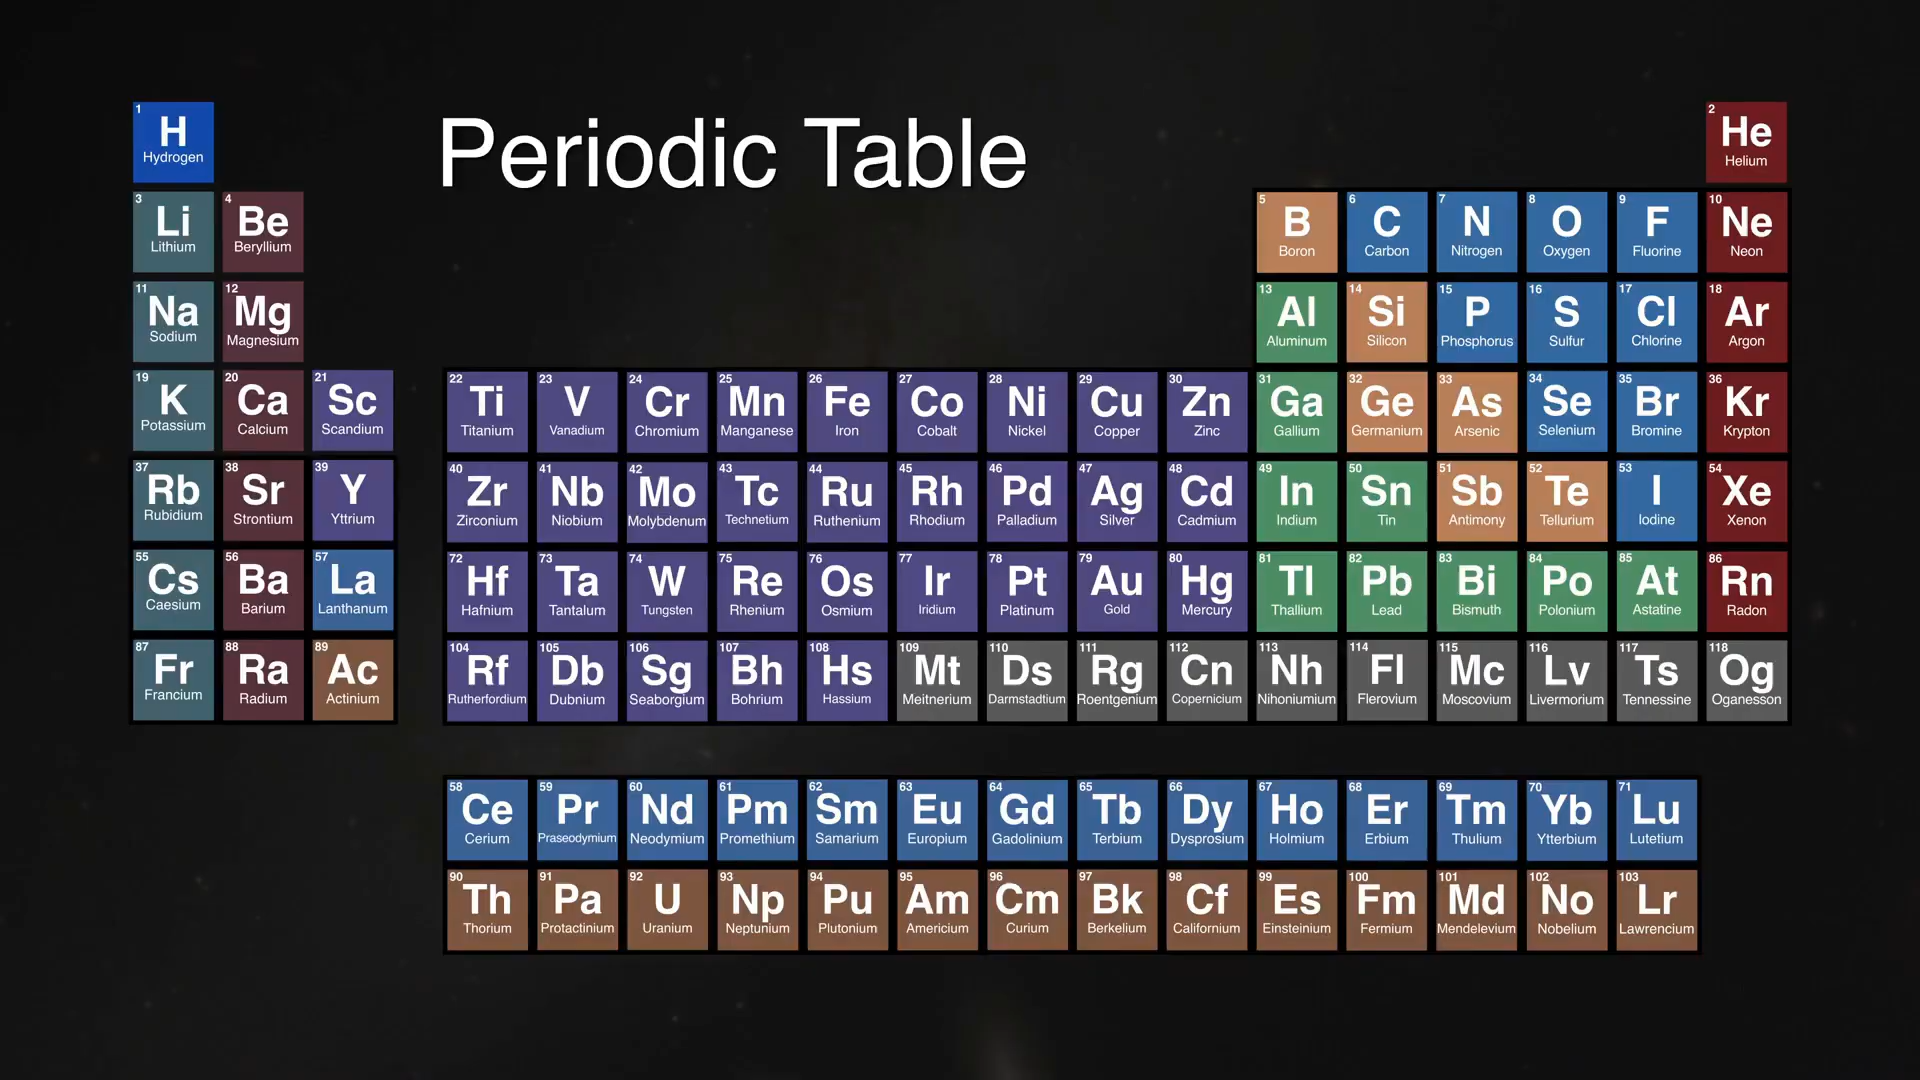 Periodic Table
1
H
Hydrogen
2
He
Helium
3
Li
Lithium
4
Be
Beryllium
5
B
Boron
6
C
Carbon
7
N
Nitrogen
8
O
Oxygen
9
F
Fluorine
10
Ne
Neon
11
Na
Sodium
12
Mg
Magnesium
13
Al
Aluminum
14
Si
Silicon
15
P
Phosphorus
16
S
Sulfur
17
Cl
Chlorine
18
Ar
Argon
19
K
Potassium
20
Ca
Calcium
21
Sc
Scandium
22
Ti
Titanium
23
V
Vanadium
24
Cr
Chromium
25
Mn
Manganese
26
Fe
Iron
27
Co
Cobalt
28
Ni
Nickel
29
Cu
Copper
30
Zn
Zinc
31
Ga
Gallium
32
Ge
Germanium
33
As
Arsenic
34
Se
Selenium
35
Br
Bromine
36
Kr
Krypton
37
Rb
Rubidium
38
Sr
Strontium
39
Y
Yttrium
40
Zr
Zirconium
41
Nb
Niobium
42
Mo
Molybdenum
43
Tc
Technetium
44
Ru
Ruthenium
45
Rh
Rhodium
46
Pd
Palladium
47
Ag
Silver
48
Cd
Cadmium
49
In
Indium
50
Sn
Tin
51
Sb
Antimony
52
Te
Tellurium
53
I
Iodine
54
Xe
Xenon
55
Cs
Caesium
56
Ba
Barium
57
La
Lanthanum
72
Hf
Hafnium
73
Ta
Tantalum
74
W
Tungsten
75
Re
Rhenium
76
Os
Osmium
77
Ir
Iridium
78
Pt
Platinum
79
Au
Gold
80
Hg
Mercury
81
Tl
Thallium
82
Pb
Lead
83
Bi
Bismuth
84
Po
Polonium
85
At
Astatine
86
Rn
Radon
87
Fr
Francium
88
Ra
Radium
89
Ac
Actinium
104
Rf
Rutherfordium
105
Db
Dubnium
106
Sg
Seaborgium
107
Bh
Bohrium
108
Hs
Hassium
109
Mt
Meitnerium
110
Ds
Darmstadtium
111
Rg
Roentgenium
112
Cn
Copernicium
113
Nh
Nihoniumium
114
Fl
Flerovium
115
Mc
Moscovium
116
Lv
Livermorium
117
Ts
Tennessine
118
Og
Oganesson
58
Ce
Cerium
59
Pr
Praseodymium
60
Nd
Neodymium
61
Pm
Promethium
62
Sm
Samarium
63
Eu
Europium
64
Gd
Gadolinium
65
Tb
Terbium
66
Dy
Dysprosium
67
Ho
Holmium
68
Er
Erbium
69
Tm
Thulium
70
Yb
Ytterbium
71
Lu
Lutetium
90
Th
Thorium
91
Pa
Protactinium
92
U
Uranium
93
Np
Neptunium
94
Pu
Plutonium
95
Am
Americium
96
Cm
Curium
97
Bk
Berkelium
98
Cf
Californium
99
Es
Einsteinium
100
Fm
Fermium
101
Md
Mendelevium
102
No
Nobelium
103
Lr
Lawrencium